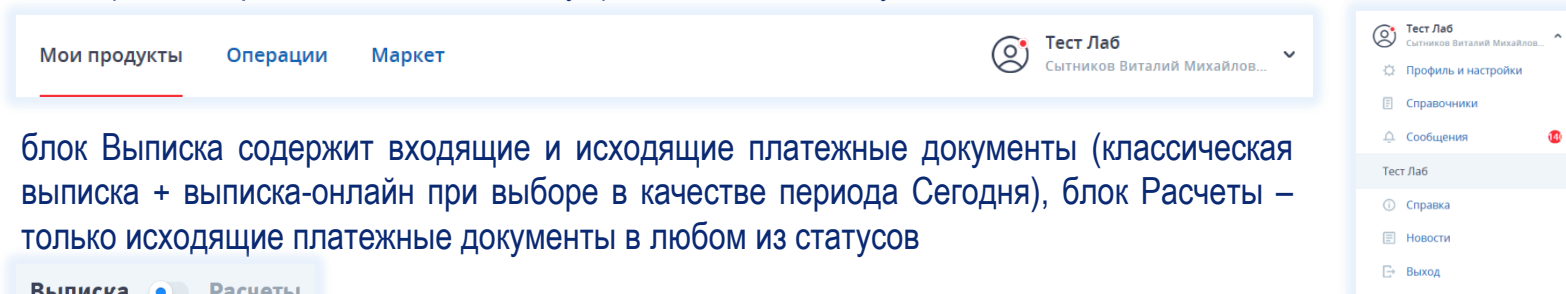 Мои продукты Операции Маркет Тест Лаб
Сытников Виталий Михайлов...
блок Выписка содержит входящие и исходящие платежные документы (классическая
выписка + выписка-онлайн при выборе в качестве периода Сегодня), блок Расчеты –
только исходящие платежные документы в любом из статусов
Выписка Расчеты
Тест Лаб
Сытников Виталий Михайлов...
Профиль и настройки
Справочники
Сообщения
Тест Лаб
Справка
Новости
Выход